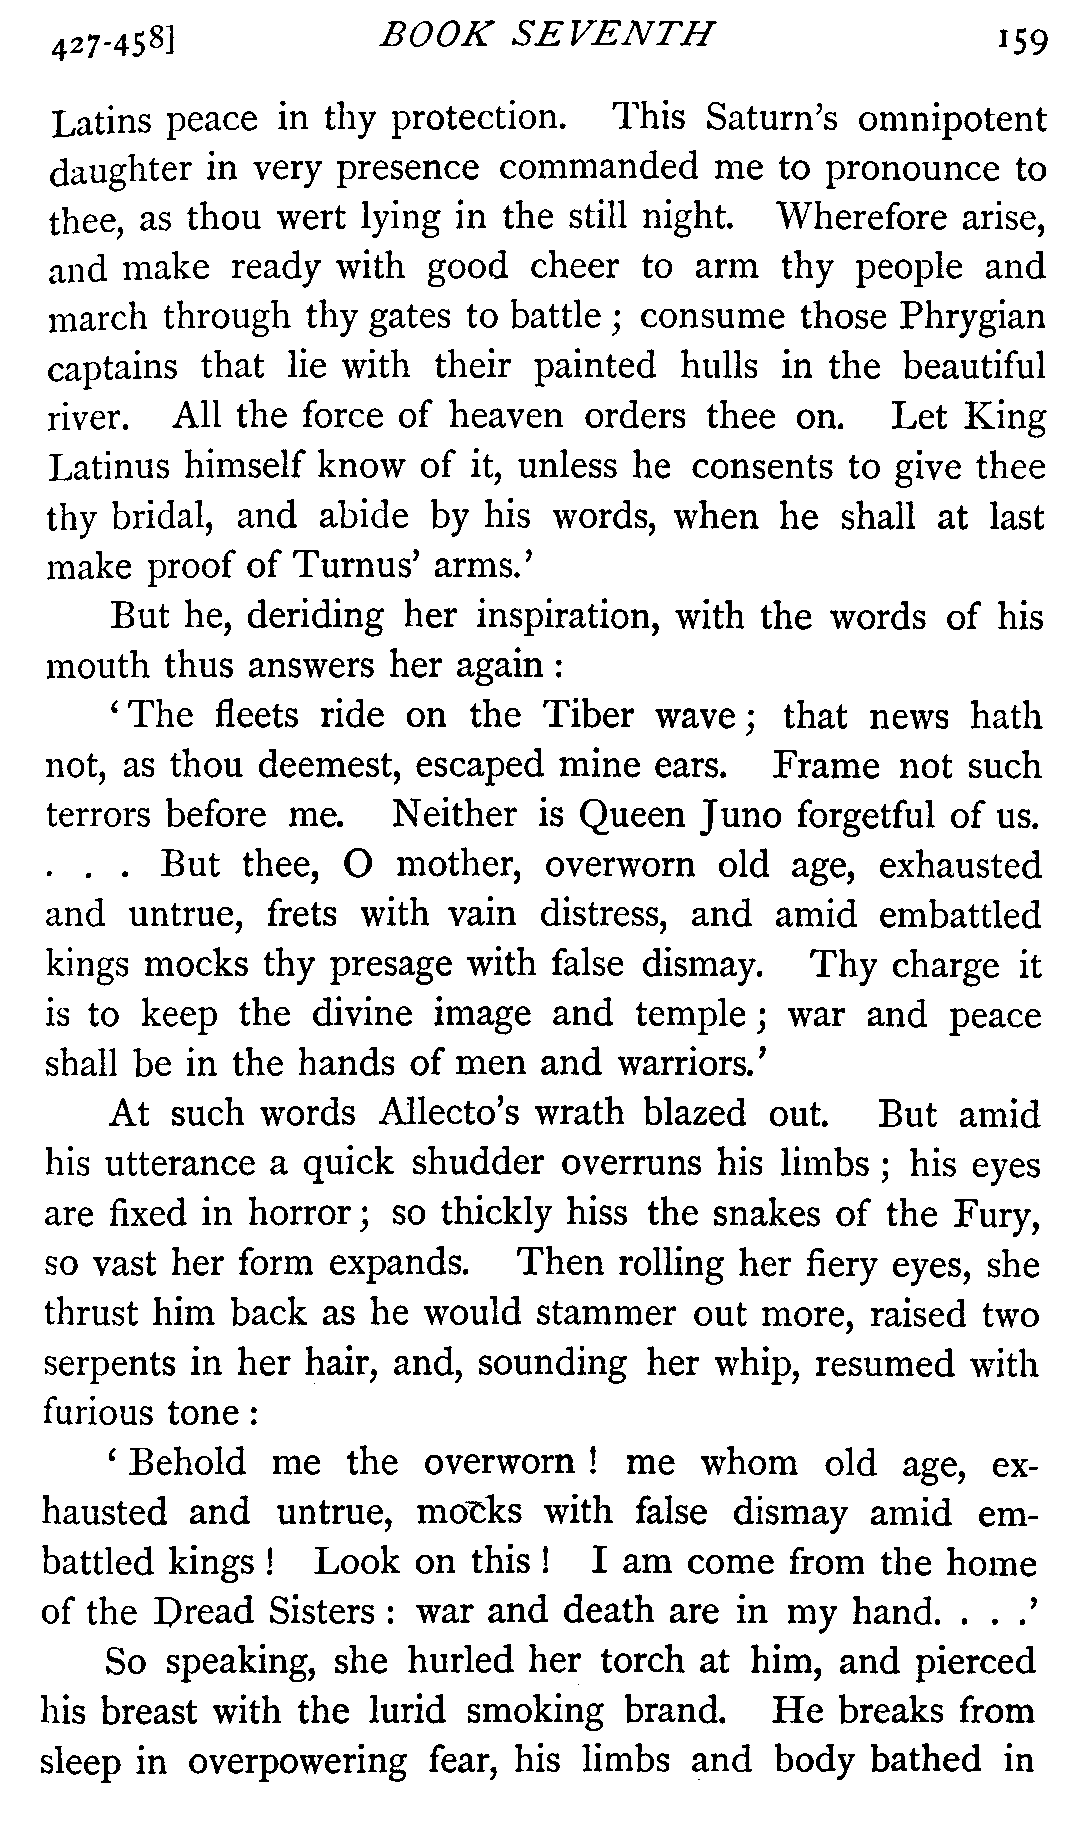 427-458] BOOK SEVENTH 159
Latins peace in thy protection. This Saturn's omnipotent
daughter in very presence commanded me to pronounce to
thee, as thou wert lying in the still night. Wherefore arise,
and make ready with good cheer to arm thy people and
march through thy gates to battle ; consume those Phrygian
captains that lie with their painted hulls in the beautiful
river. All the force of heaven orders thee on. Let King
Latinus himself know of it, unless he consents to give thee
thy bridal, and abide by his words, when he shall at last
make proof of Turnus' arms.'
But he, deriding her inspiration, with the words of his
mouth thus answers her again :
'The fleets ride on the Tiber wave ; that news hath
not, as thou deemest, escaped mine ears. Frame not such
terrors before me. Neither is Queen Juno forgetful of us.
. . . But thee, O mother, overworn old age, exhausted
and untrue, frets with vain distress, and amid embattled
kings mocks thy presage with false dismay. Thy charge it
is to keep the divine image and temple ; war and peace
shall be in the hands of men and warriors.'
At such words Allecto's wrath blazed out. But amid
his utterance a quick shudder overruns his limbs ; his eyes
are fixed in horror ; so thickly hiss the snakes of the Fury,
so vast her form expands. Then rolling her fiery eyes, she
thrust him back as he would stammer out more, raised two
serpents in her hair, and, sounding her whip, resumed with
furious tone :
'Behold me the overworn ! me whom old age, ex-
hausted and untrue, mocks with false dismay amid em-
battled kings ! Look on this ! I am come from the home
of the Dread Sisters : war and death are in my hand. . . .'
So speaking, she hurled her torch at him, and pierced
his breast with the lurid smoking brand. He breaks from
sleep in overpowering fear, his limbs and body bathed in